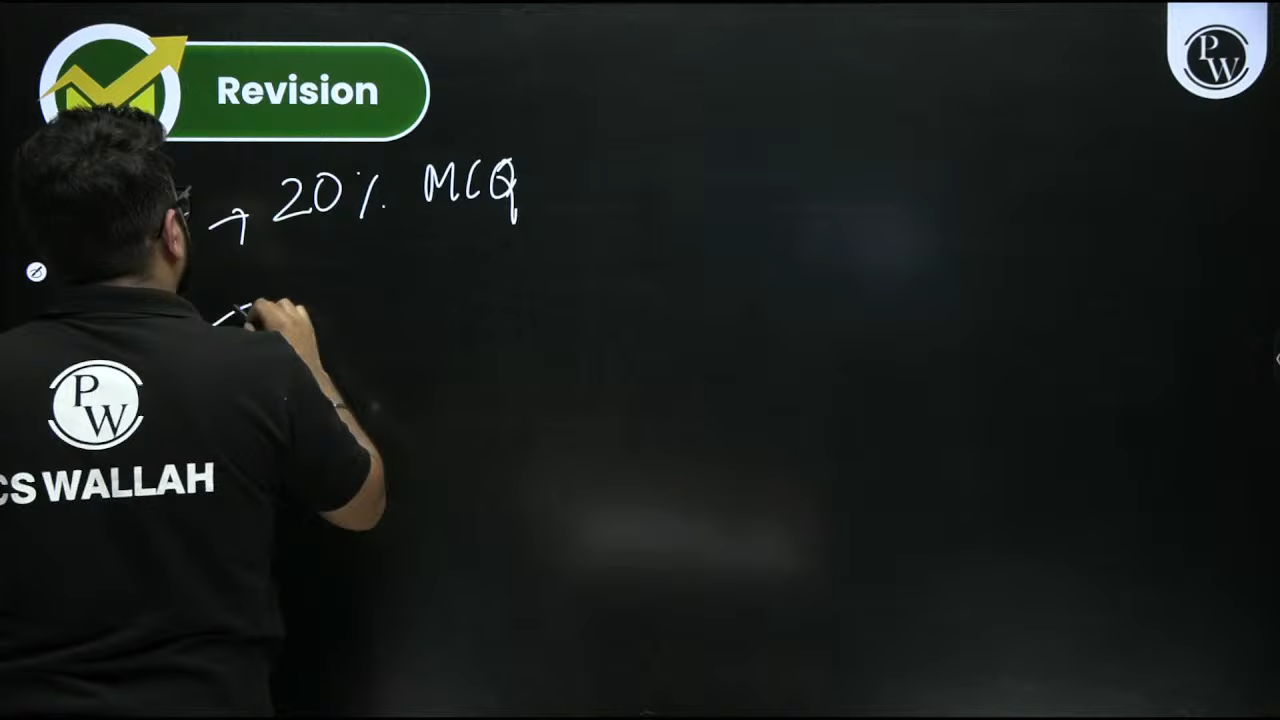 Revision
PW
→ 20% MCQ
PW
CS WALLAH